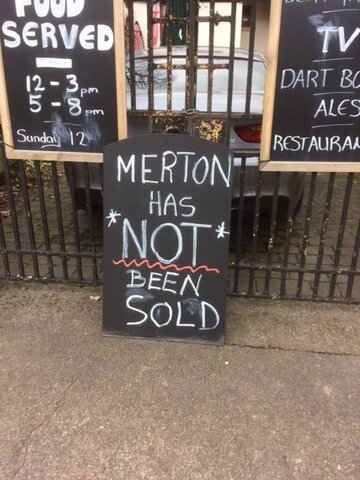 FOOD
SERVED
12 - 3 pm
5 - 8 pm
Sunday 12
MERTON
HAS
*NOT*
BEEN
SOLD
TV
DART BO
ALES
RESTAURAN